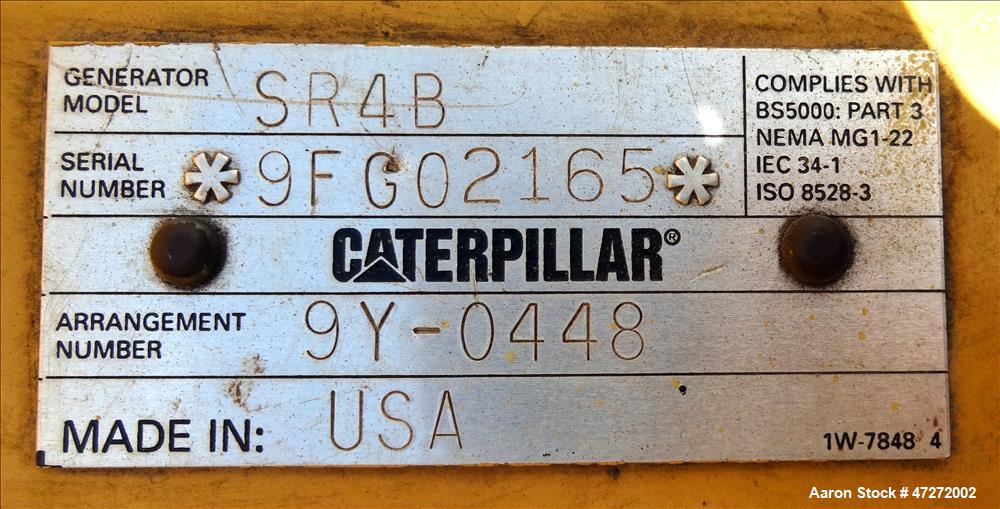 GENERATOR
MODEL
SR4B
COMPLIES WITH
BS5000: PART 3
NEMA MG1-22
IEC 34-1
ISO 8528-3
SERIAL
NUMBER
*9FG02165*
CATERPILLAR®
ARRANGEMENT
NUMBER
9Y-0448
MADE IN: USA
1W-7848 4
Aaron Stock # 47272002